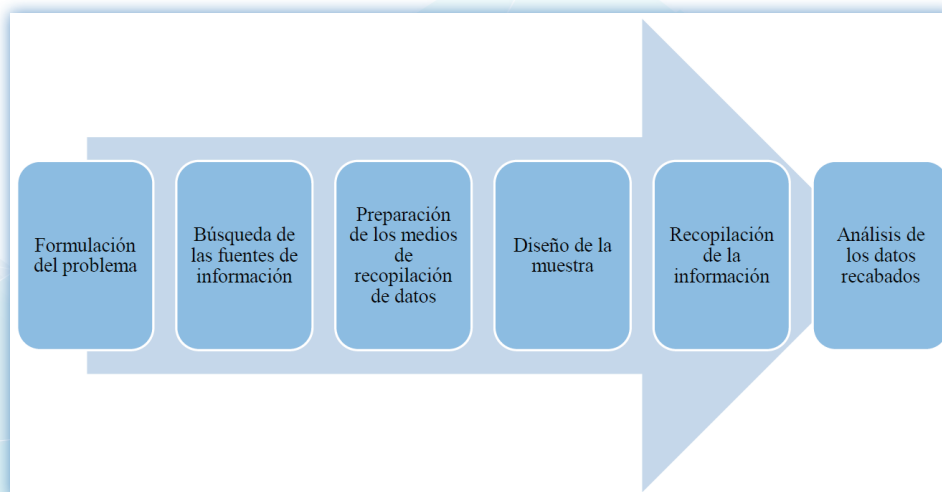 Formulación
del problema
Búsqueda de
las fuentes de
información
Preparación
de los medios
de
recopilación
de datos
Diseño de la
muestra
Recopilación
de la
información
Análisis de
los datos
recabados